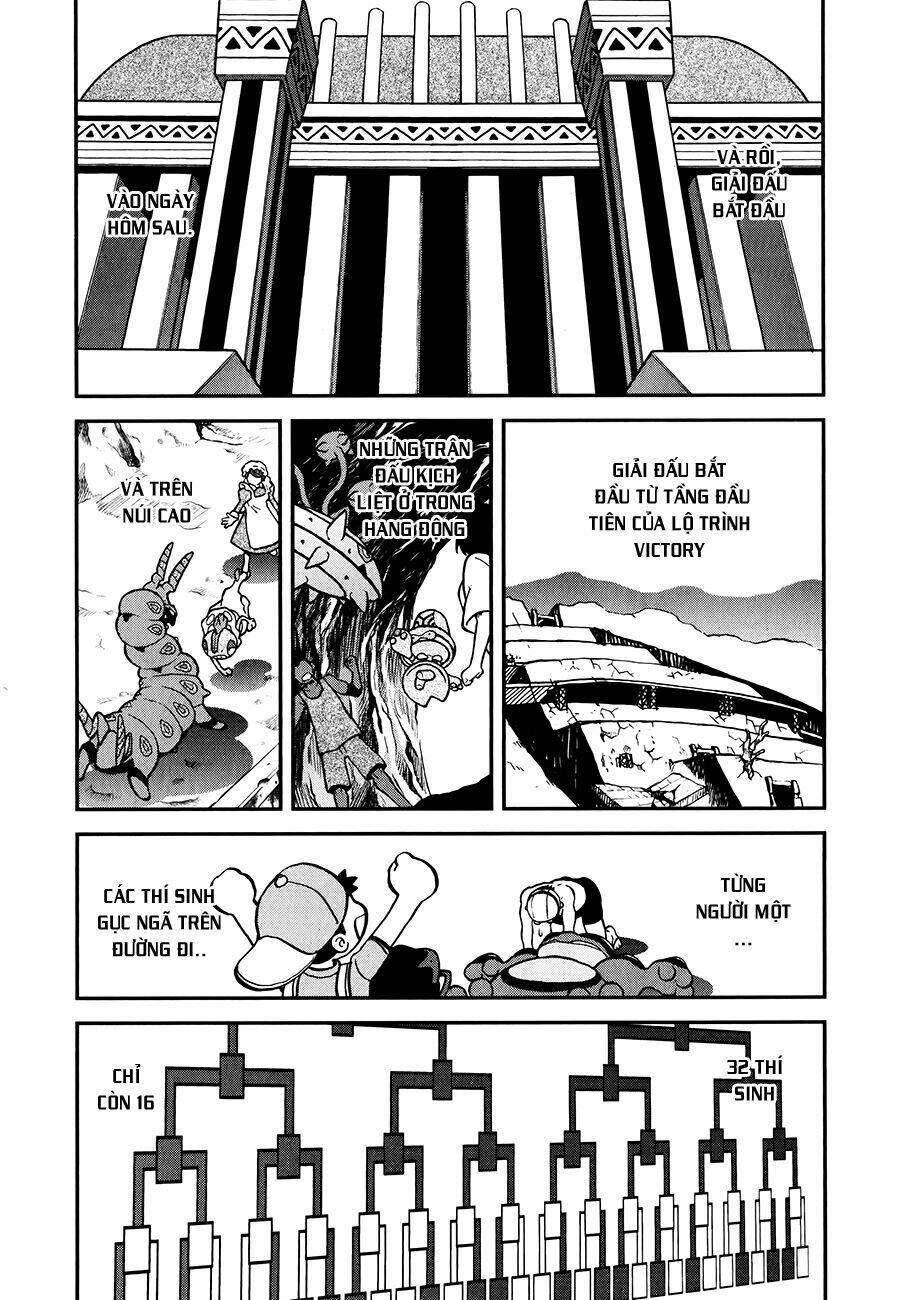 VÀ RỒI,
GIẢI ĐẤU
BẮT ĐẦU
VÀO NGÀY
HÔM SAU.
GIẢI ĐẤU BẮT
ĐẦU TỪ TẦNG ĐẦU
TIÊN CỦA LỘ TRÌNH
VICTORY
NHỮNG TRẬN
ĐẤU KỊCH
LIỆT Ở TRONG
HANG ĐỘNG
VÀ TRÊN
NÚI CAO
TỪNG
NGƯỜI MỘT
...
CÁC THÍ SINH
GỤC NGÃ TRÊN
ĐƯỜNG ĐI..
32 THÍ
SINH
CHỈ
CÒN 16